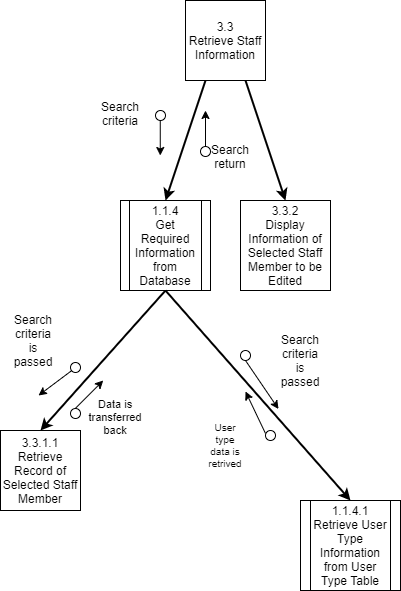 3.3
Retrieve Staff
Information
Search
criteria
Search
return
1.1.4
Get
Required
Information
from
Database
3.3.2
Display
Information of
Selected Staff
Member to be
Edited
Search
criteria
is
passed
Search
criteria
is
passed
Data is
transferred
back
User
type
data is
retrived
3.3.1.1
Retrieve
Record of
Selected Staff
Member
1.1.4.1
Retrieve User
Type
Information
from User
Type Table